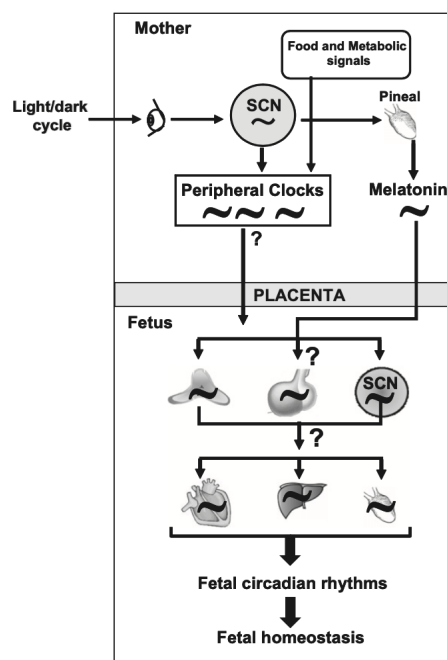 Mother
Food and Metabolic
signals
Light/dark
cycle
SCN
~
Pineal
Peripheral Clocks
~ ~ ~
Melatonin
~
?
PLACENTA
Fetus
?
~
~
SCN
~
?
~
~
~
Fetal circadian rhythms
Fetal homeostasis